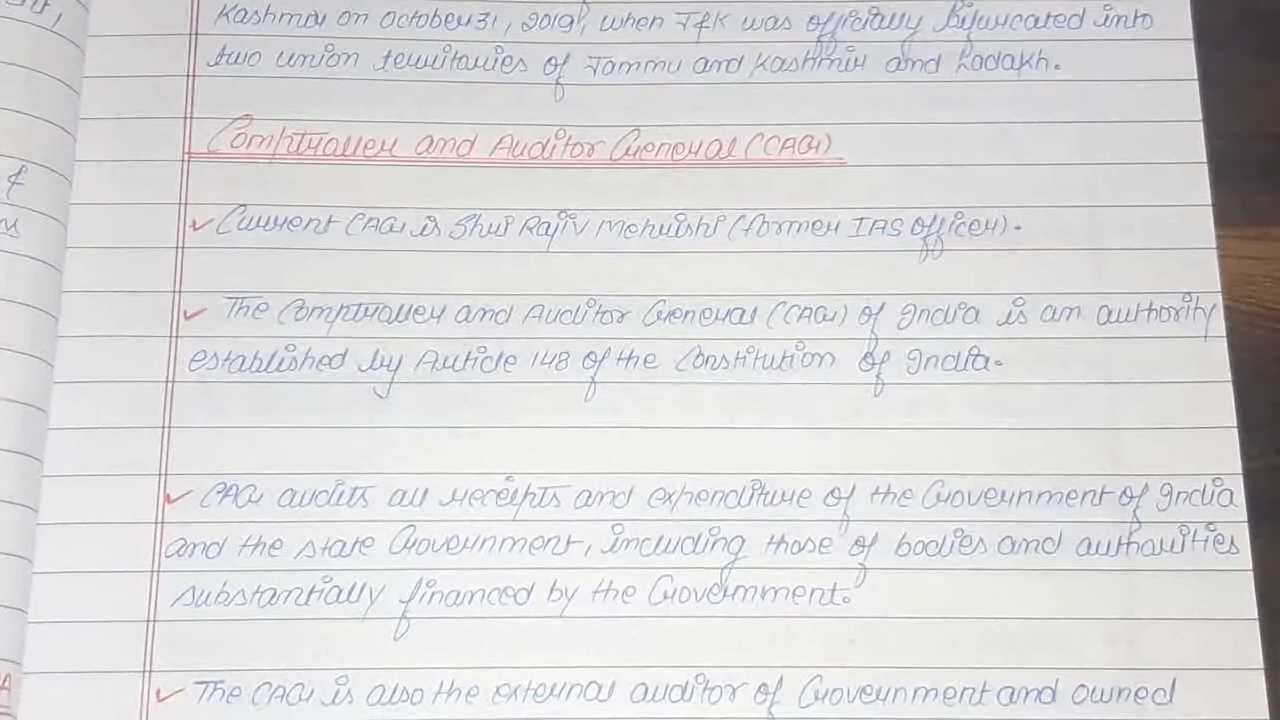 Kashmir on October 31, 2019, when J&K was officially bifurcated into
two union territories of Jammu and Kashmir and Ladakh.
Comptroller and Auditor General (CAG)
✓ Current CAG is Shri Rajiv Mehrishi (former IAS officer).
✓ The Comptroller and Auditor General (CAG) of India is an authority
established by Article 148 of the Constitution of India.
✓ CAG audits all receipts and expenditure of the Government of India
and the state Government, including those of bodies and authorities
substantially financed by the Government.
✓ The CAG is also the external auditor of Government and owned